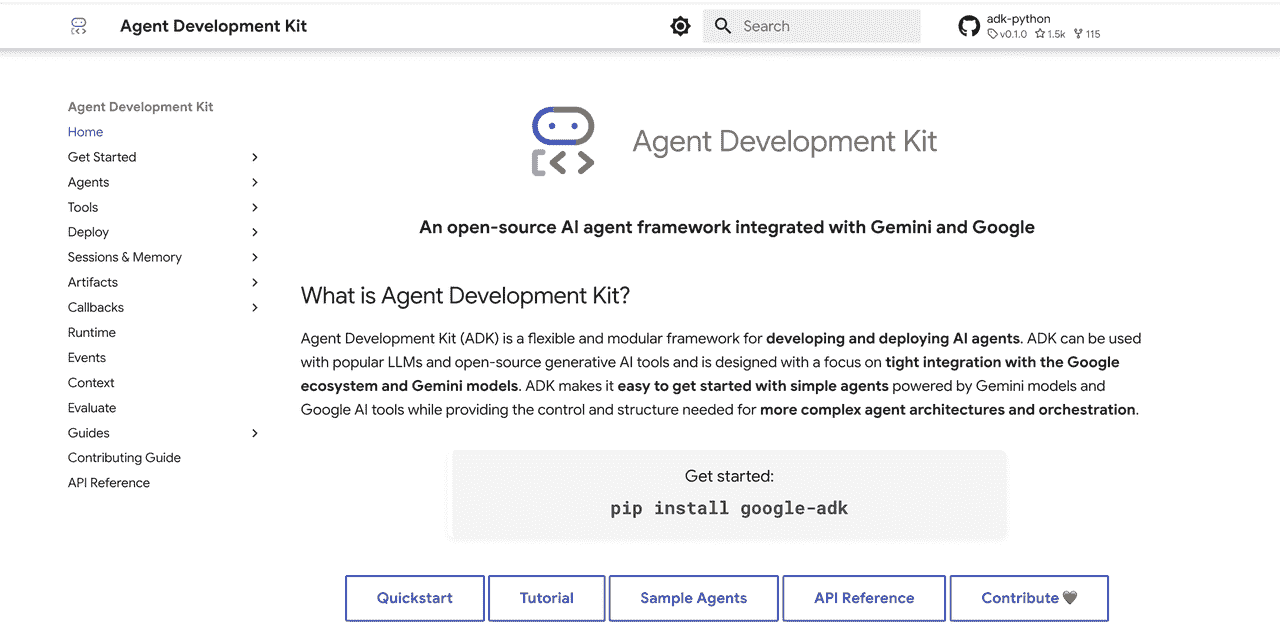 Agent Development Kit
Search
adk-python
v0.1.0 1.5k 115
Agent Development Kit
Home
Get Started
Agents
Tools
Deploy
Sessions & Memory
Artifacts
Callbacks
Runtime
Events
Context
Evaluate
Guides
Contributing Guide
API Reference
Agent Development Kit
An open-source AI agent framework integrated with Gemini and Google
What is Agent Development Kit?
Agent Development Kit (ADK) is a flexible and modular framework for developing and deploying AI agents. ADK can be used
with popular LLMs and open-source generative AI tools and is designed with a focus on tight integration with the Google
ecosystem and Gemini models. ADK makes it easy to get started with simple agents powered by Gemini models and
Google AI tools while providing the control and structure needed for more complex agent architectures and orchestration.
Get started:
pip install google-adk
Quickstart
Tutorial
Sample Agents
API Reference
Contribute 🖤